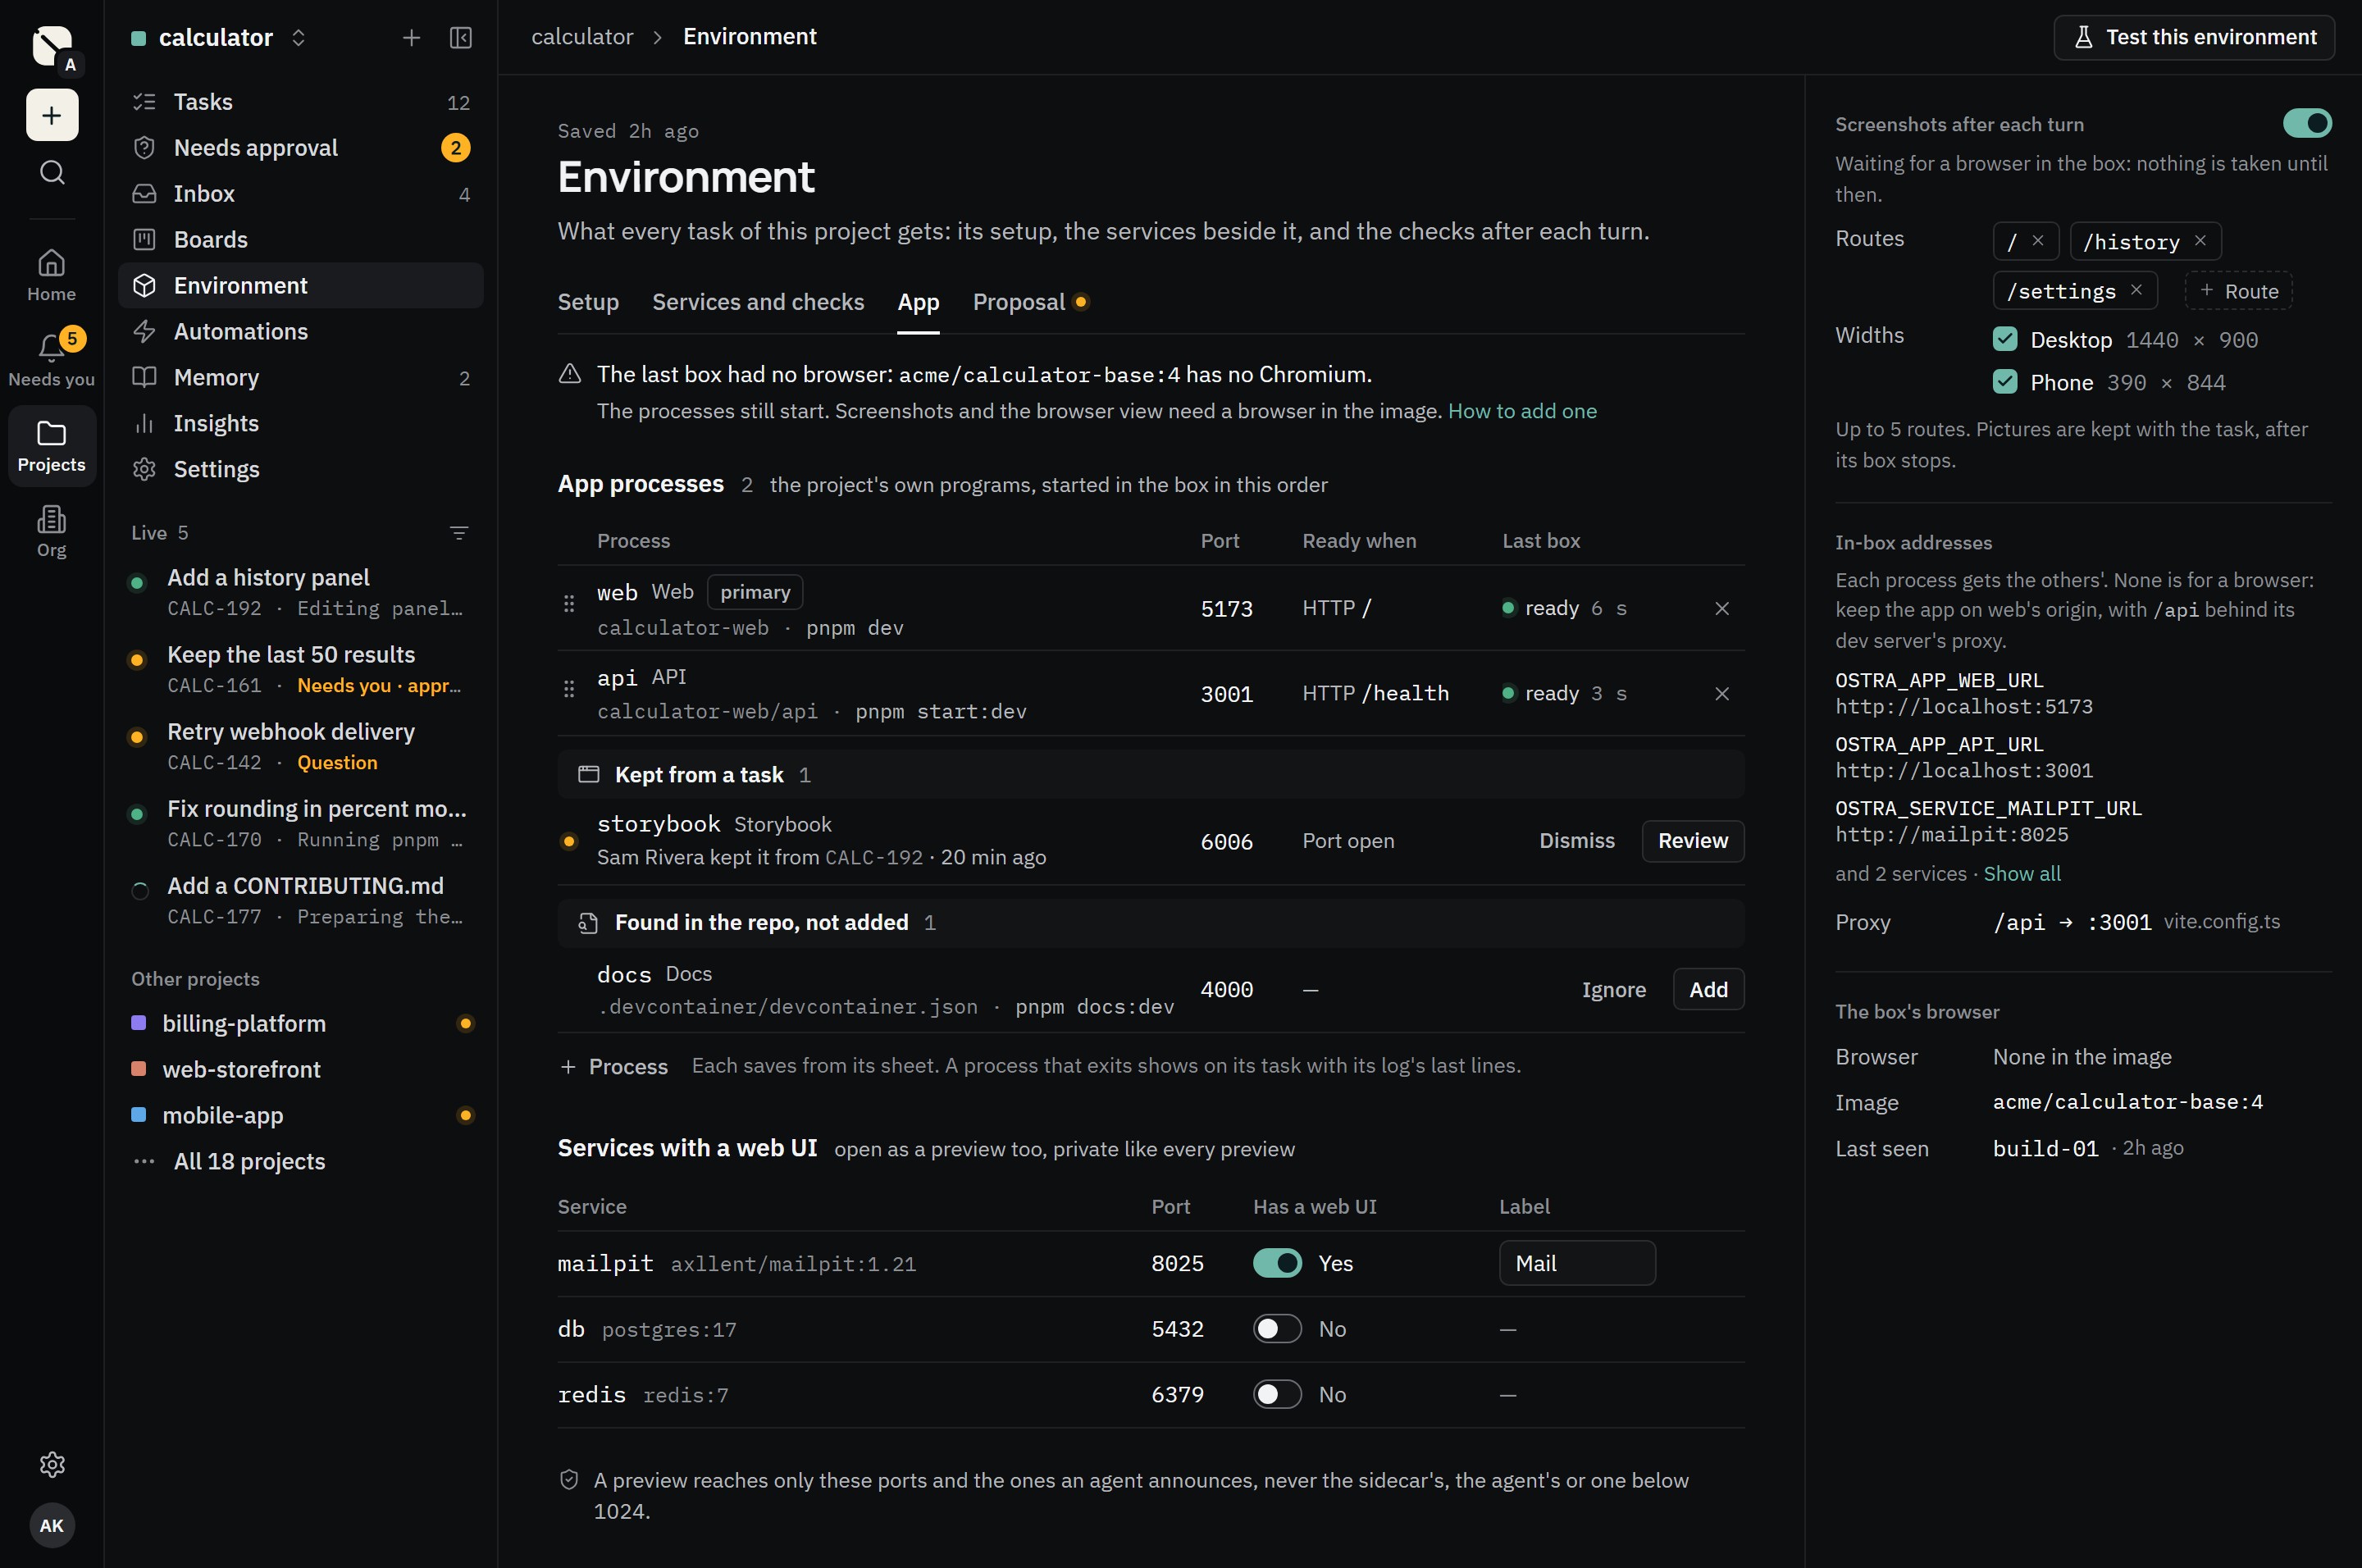 A
Home
5
Needs you
Projects
Org
AK
calculator
Tasks 12
Needs approval 2
Inbox 4
Boards
Environment
Automations
Memory 2
Insights
Settings
Live 5
Add a history panel
CALC-192 · Editing panel…
Keep the last 50 results
CALC-161 · Needs you · appr…
Retry webhook delivery
CALC-142 · Question
Fix rounding in percent mo…
CALC-170 · Running pnpm …
Add a CONTRIBUTING.md
CALC-177 · Preparing the…
Other projects
billing-platform
web-storefront
mobile-app
All 18 projects
calculator > Environment
Test this environment
Saved 2h ago
Environment
What every task of this project gets: its setup, the services beside it, and the checks after each turn.
Setup Services and checks App Proposal
The last box had no browser: acme/calculator-base:4 has no Chromium.
The processes still start. Screenshots and the browser view need a browser in the image. How to add one
App processes 2 the project's own programs, started in the box in this order
Process Port Ready when Last box
web Web primary
calculator-web · pnpm dev
5173 HTTP / ready 6 s
api API
calculator-web/api · pnpm start:dev
3001 HTTP /health ready 3 s
Kept from a task 1
storybook Storybook
Sam Rivera kept it from CALC-192 · 20 min ago
6006 Port open Dismiss Review
Found in the repo, not added 1
docs Docs
.devcontainer/devcontainer.json · pnpm docs:dev
4000 — Ignore Add
+ Process Each saves from its sheet. A process that exits shows on its task with its log's last lines.
Services with a web UI open as a preview too, private like every preview
Service Port Has a web UI Label
mailpit axllent/mailpit:1.21 8025 Yes Mail
db postgres:17 5432 No —
redis redis:7 6379 No —
A preview reaches only these ports and the ones an agent announces, never the sidecar's, the agent's or one below
1024.
Screenshots after each turn
Waiting for a browser in the box: nothing is taken until
then.
Routes / × /history ×
/settings × + Route
Widths Desktop 1440 × 900
Phone 390 × 844
Up to 5 routes. Pictures are kept with the task, after
its box stops.
In-box addresses
Each process gets the others'. None is for a browser:
keep the app on web's origin, with /api behind its
dev server's proxy.
OSTRA_APP_WEB_URL
http://localhost:5173
OSTRA_APP_API_URL
http://localhost:3001
OSTRA_SERVICE_MAILPIT_URL
http://mailpit:8025
and 2 services · Show all
Proxy /api → :3001 vite.config.ts
The box's browser
Browser None in the image
Image acme/calculator-base:4
Last seen build-01 · 2h ago